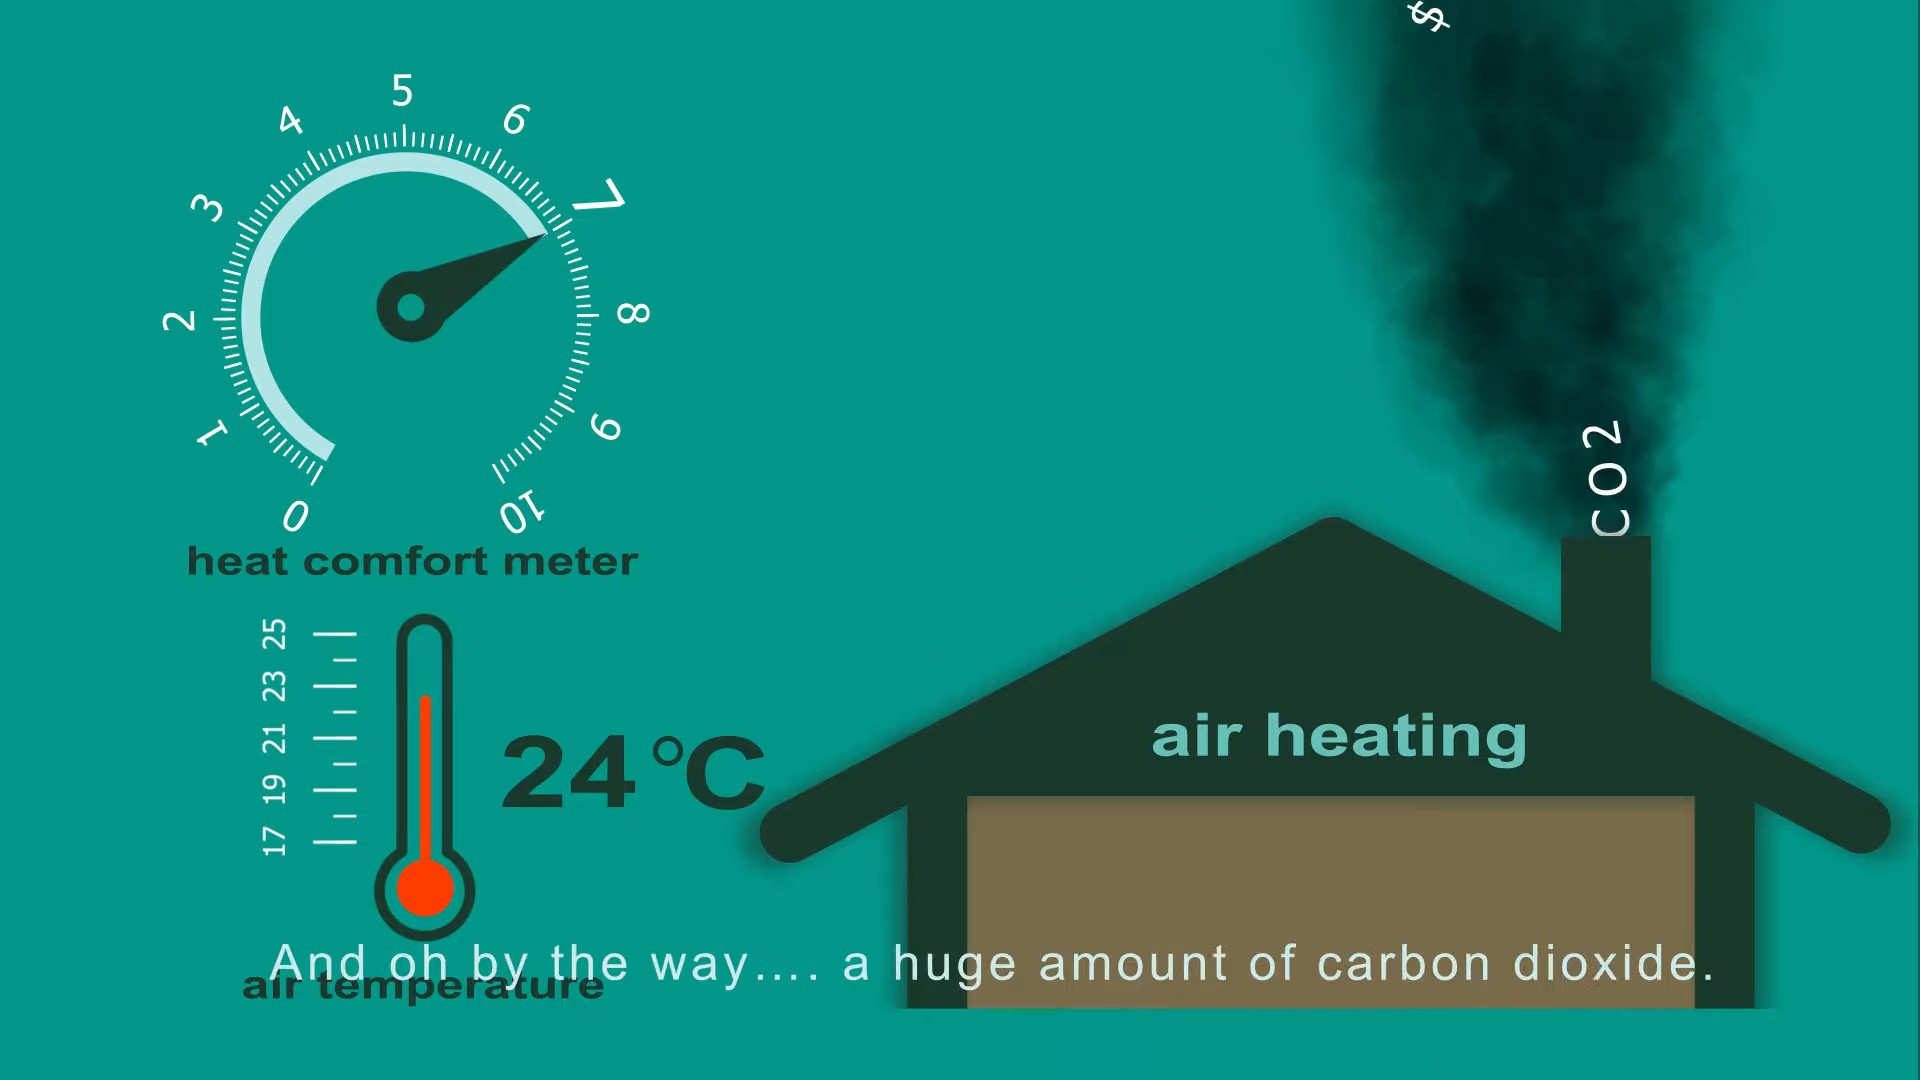 $
5
4
6
3
7
2
8
1
9
0
10
CO2
heat comfort meter
25
23
21
19
17
24°C
air heating
And oh by the way.... a huge amount of carbon dioxide.
air temperature